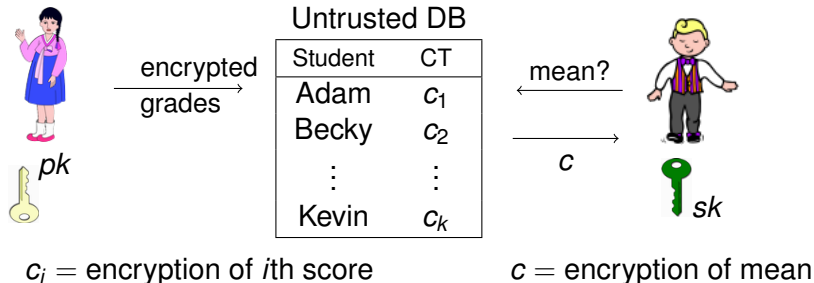 Untrusted DB
Student CT
encrypted
grades
mean?
Adam c₁
Becky c₂
⋮ ⋮
Kevin cₖ
c
pk
sk
cᵢ = encryption of ith score
c = encryption of mean